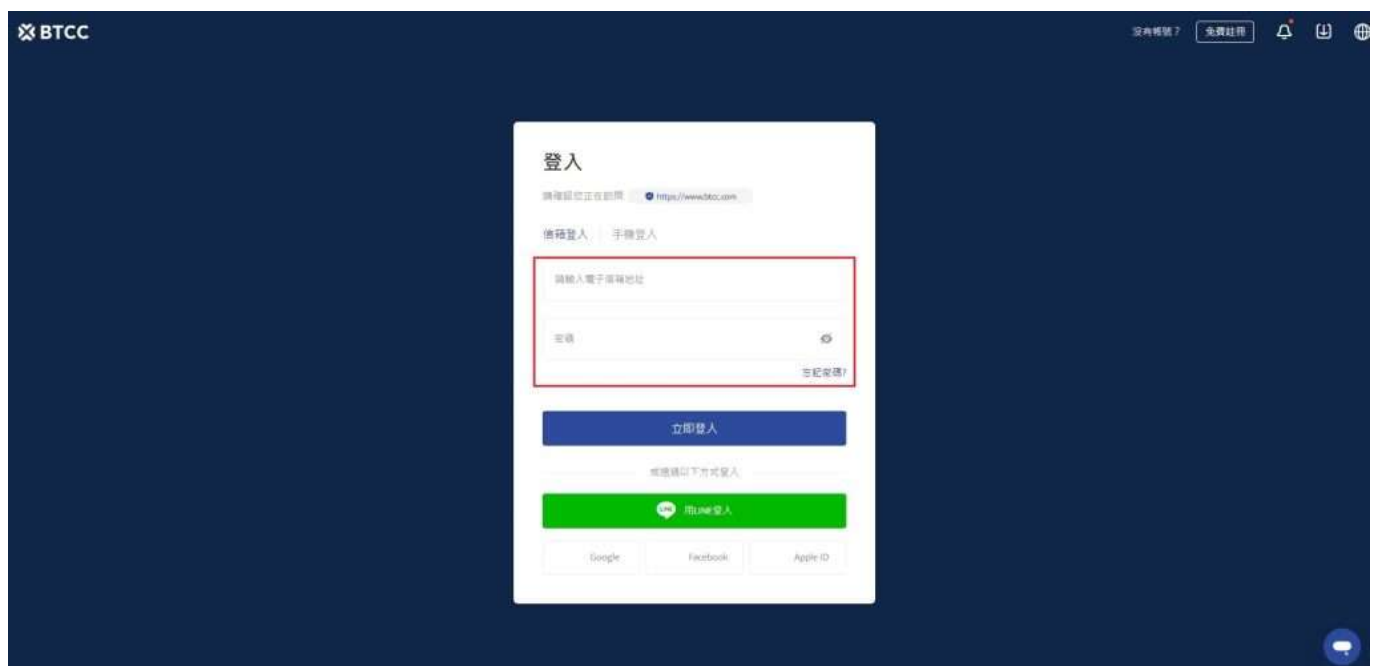 BTCC
沒有帳號? 免費註冊
登入
請確認您正在訪問 https://www.btcc.com
信箱登入 手機登入
請輸入電子信箱地址
密碼
忘記密碼?
立即登入
或透過以下方式登入
LINE 用LINE登入
Google Facebook Apple ID